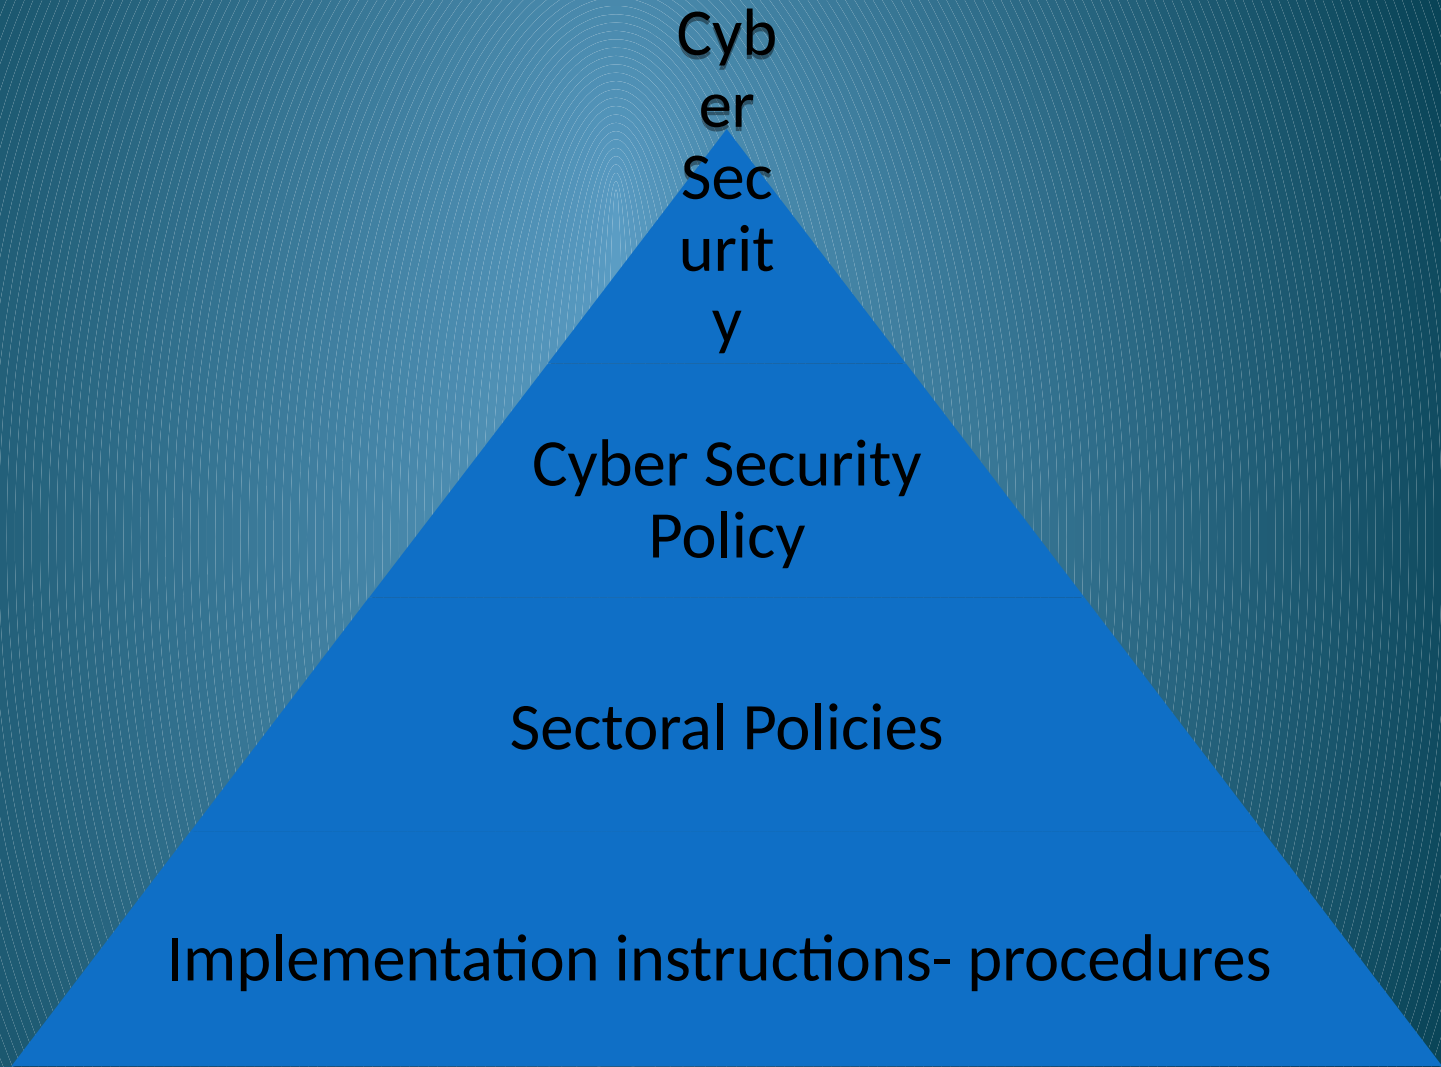 Cyb
er
Sec
urit
y
Cyber Security
Policy
Sectoral Policies
Implementation instructions- procedures